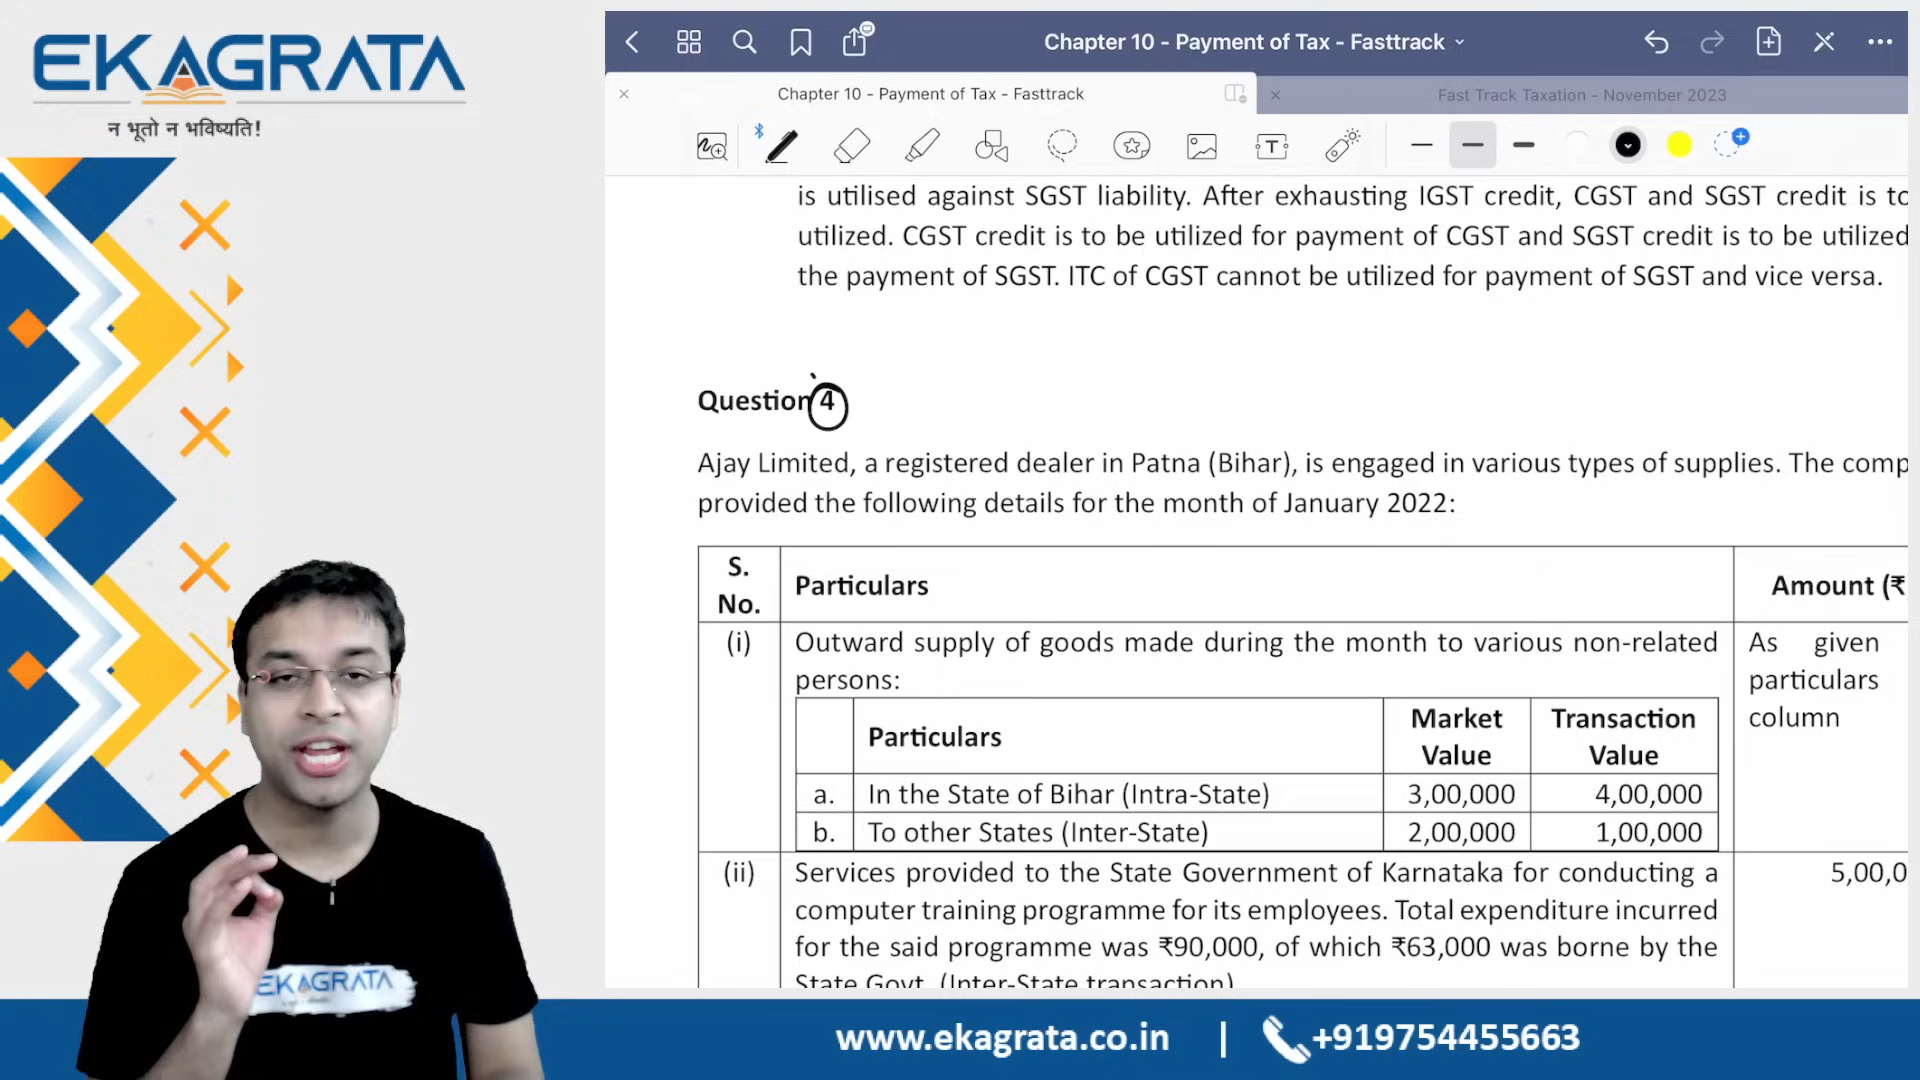 EKAGRATA
न भूतो न भविष्यति!
Chapter 10 - Payment of Tax - Fasttrack
Chapter 10 - Payment of Tax - Fasttrack
Fast Track Taxation - November 2023
is utilised against SGST liability. After exhausting IGST credit, CGST and SGST credit is to
utilized. CGST credit is to be utilized for payment of CGST and SGST credit is to be utilized
the payment of SGST. ITC of CGST cannot be utilized for payment of SGST and vice versa.
Question 4
Ajay Limited, a registered dealer in Patna (Bihar), is engaged in various types of supplies. The comp
provided the following details for the month of January 2022:
S. No. Particulars Amount (₹
(i) Outward supply of goods made during the month to various non-related As given
persons: particulars
column
Particulars Market Value Transaction Value
a. In the State of Bihar (Intra-State) 3,00,000 4,00,000
b. To other States (Inter-State) 2,00,000 1,00,000
(ii) Services provided to the State Government of Karnataka for conducting a 5,00,0
computer training programme for its employees. Total expenditure incurred
for the said programme was ₹90,000, of which ₹63,000 was borne by the
State Govt. (Inter-State transaction)
EKAGRATA
www.ekagrata.co.in | +919754455663